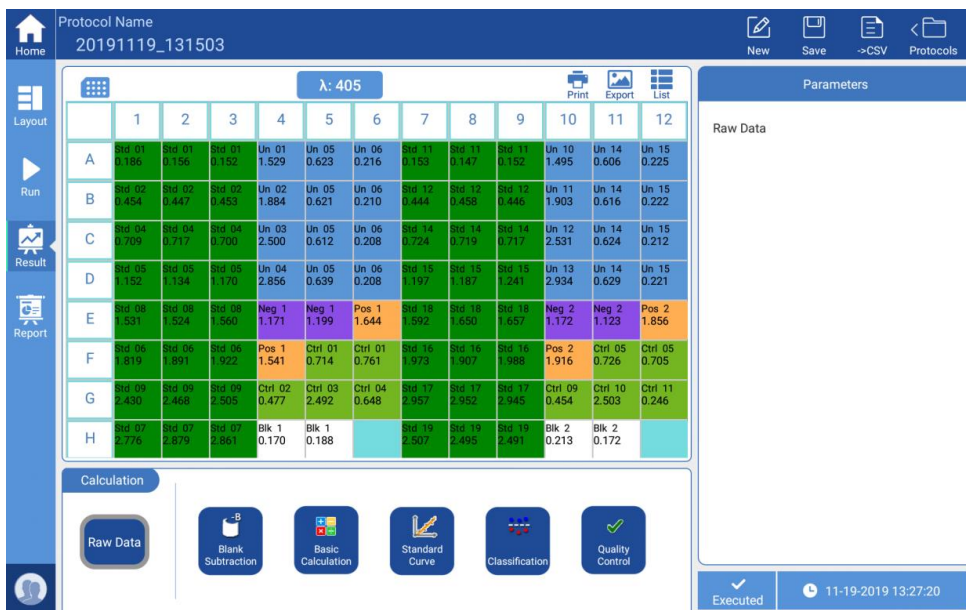 Protocol Name
20191119_131503
Home
New Save ->CSV Protocols
Layout
Run
Result
Report
λ: 405
Print Export List
1 2 3 4 5 6 7 8 9 10 11 12
A
Std 01 Std 01 Std 01 Un 01 Un 05 Un 06 Std 11 Std 11 Std 11 Un 10 Un 14 Un 15
0.186 0.156 0.152 1.529 0.623 0.216 0.153 0.147 0.152 1.495 0.606 0.225
B
Std 02 Std 02 Std 02 Un 02 Un 05 Un 06 Std 12 Std 12 Std 12 Un 11 Un 14 Un 15
0.454 0.447 0.453 1.884 0.621 0.210 0.444 0.458 0.446 1.903 0.616 0.222
C
Std 04 Std 04 Std 04 Un 03 Un 05 Un 06 Std 14 Std 14 Std 14 Un 12 Un 14 Un 15
0.709 0.717 0.700 2.500 0.612 0.208 0.724 0.719 0.717 2.531 0.624 0.212
D
Std 05 Std 05 Std 05 Un 04 Un 05 Un 06 Std 15 Std 15 Std 15 Un 13 Un 14 Un 15
1.152 1.134 1.170 2.856 0.639 0.208 1.197 1.187 1.241 2.934 0.629 0.221
E
Std 08 Std 08 Std 08 Neg 1 Neg 1 Pos 1 Std 18 Std 18 Std 18 Neg 2 Neg 2 Pos 2
1.531 1.524 1.560 1.171 1.199 1.644 1.592 1.650 1.657 1.172 1.123 1.856
F
Std 06 Std 06 Std 06 Pos 1 Ctrl 01 Ctrl 01 Std 16 Std 16 Std 16 Pos 2 Ctrl 05 Ctrl 05
1.819 1.891 1.922 1.541 0.714 0.761 1.973 1.907 1.988 1.916 0.726 0.705
G
Std 09 Std 09 Std 09 Ctrl 02 Ctrl 03 Ctrl 04 Std 17 Std 17 Std 17 Ctrl 09 Ctrl 10 Ctrl 11
2.430 2.468 2.505 0.477 2.492 0.648 2.957 2.952 2.945 0.454 2.503 0.246
H
Std 07 Std 07 Std 07 Blk 1 Blk 1 Std 19 Std 19 Std 19 Blk 2 Blk 2
2.776 2.879 2.861 0.170 0.188 2.507 2.495 2.491 0.213 0.172
Calculation
Raw Data
-B
Blank
Subtraction
Basic
Calculation
Standard
Curve
Classification
Quality
Control
Parameters
Raw Data
Executed
11-19-2019 13:27:20